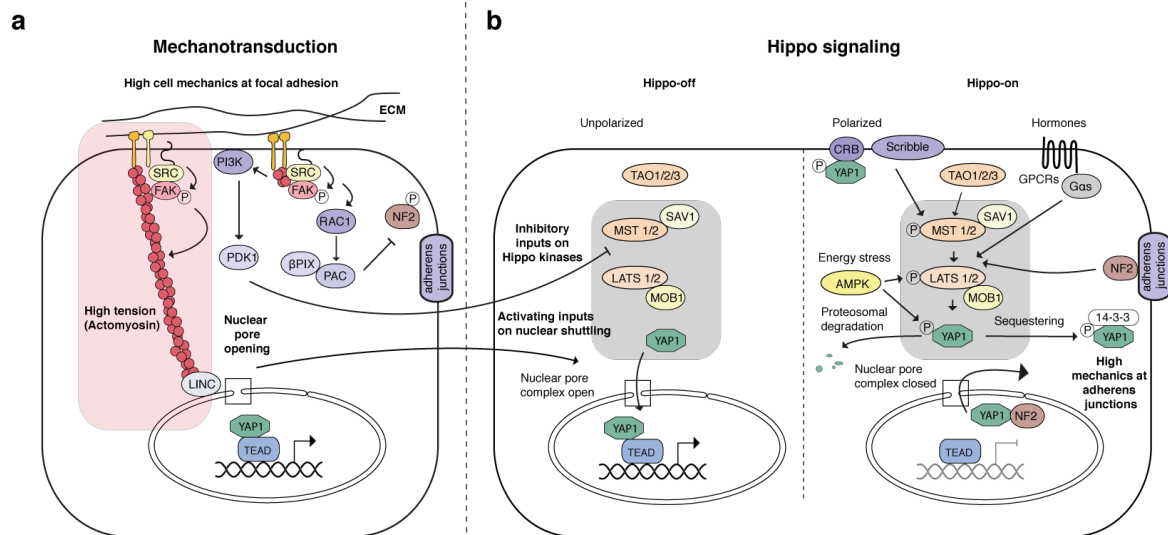 a
Mechanotransduction
High cell mechanics at focal adhesion
ECM
SRC
FAK
P
PI3K
SRC
FAK
P
RAC1
P
NF2
PDK1
βPIX
PAC
adherens
junctions
High tension
(Actomyosin)
Nuclear
pore
opening
LINC
YAP1
TEAD
b
Hippo signaling
Hippo-off
Hippo-on
Unpolarized
TAO1/2/3
SAV1
MST 1/2
Inhibitory
inputs on
Hippo kinases
LATS 1/2
MOB1
Activating inputs
on nuclear shuttling
YAP1
Nuclear pore
complex open
YAP1
TEAD
Polarized
Hormones
CRB
Scribble
P
YAP1
TAO1/2/3
GPCRs
Gαs
SAV1
P
MST 1/2
Energy stress
AMPK
P
LATS 1/2
MOB1
NF2
adherens
junctions
Proteosomal
degradation
P
YAP1
Sequestering
14-3-3
P
YAP1
High
mechanics at
adherens
junctions
Nuclear pore
complex closed
YAP1
NF2
TEAD